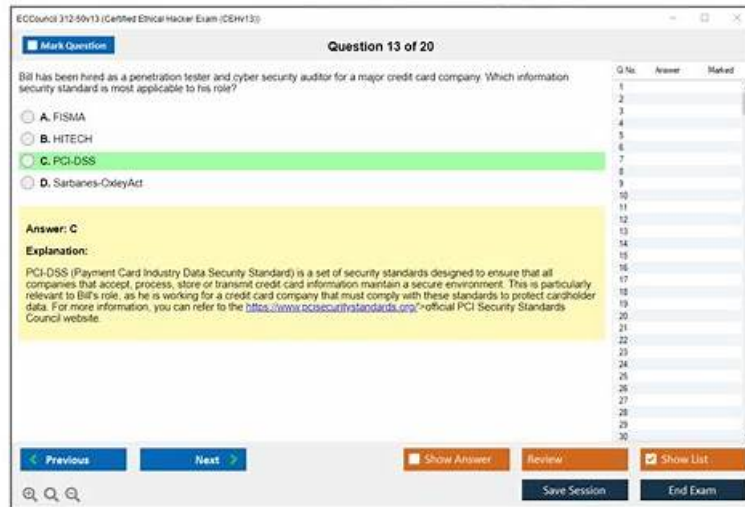 ECCouncil 312-50v13 (Certified Ethical Hacker Exam (CEHv13))
Mark Question
Question 13 of 20
Bill has been hired as a penetration tester and cyber security auditor for a major credit card company. Which information
security standard is most applicable to his role?
A. FISMA
B. HITECH
C. PCI-DSS
D. Sarbanes-OxleyAct
Answer: C
Explanation:
PCI-DSS (Payment Card Industry Data Security Standard) is a set of security standards designed to ensure that all
companies that accept, process, store or transmit credit card information maintain a secure environment. This is particularly
relevant to Bill's role, as he is working for a credit card company that must comply with these standards to protect cardholder
data. For more information, you can refer to the https://www.pcisecuritystandards.org/">official PCI Security Standards
Council website.
Q No. Answer Marked
1
2
3
4
5
6
7
8
9
10
11
12
13
14
15
16
17
18
19
20
21
22
23
24
25
26
27
28
29
30
Previous
Next
Show Answer
Review
Show List
Save Session
End Exam